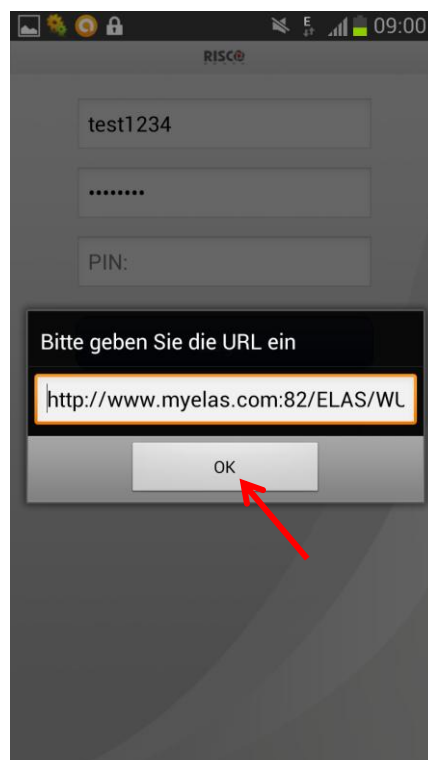 E 09:00
RISCO
test1234
••••••••
PIN:
Bitte geben Sie die URL ein
http://www.myelas.com:82/ELAS/WU
OK